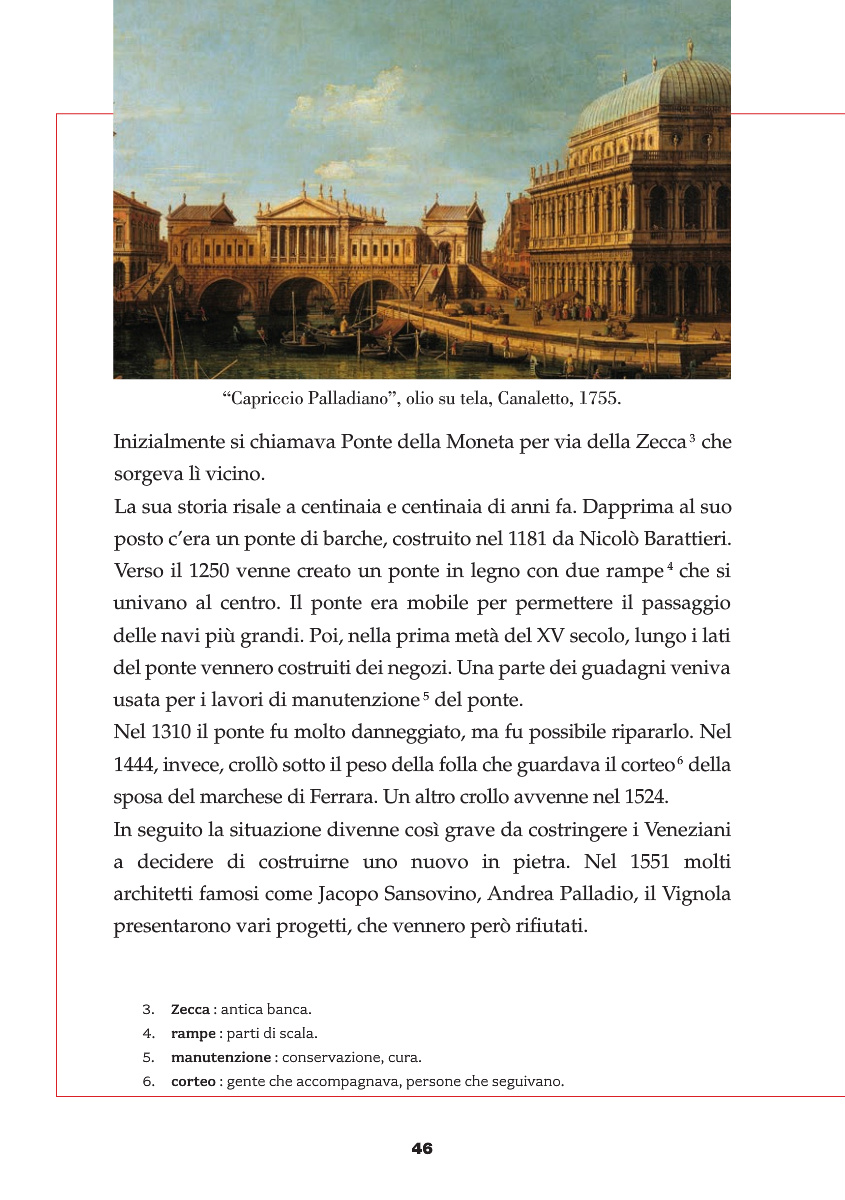 “Capriccio Palladiano”, olio su tela, Canaletto, 1755.
Inizialmente si chiamava Ponte della Moneta per via della Zecca³ che
sorgeva lì vicino.
La sua storia risale a centinaia e centinaia di anni fa. Dapprima al suo
posto c’era un ponte di barche, costruito nel 1181 da Nicolò Barattieri.
Verso il 1250 venne creato un ponte in legno con due rampe⁴ che si
univano al centro. Il ponte era mobile per permettere il passaggio
delle navi più grandi. Poi, nella prima metà del XV secolo, lungo i lati
del ponte vennero costruiti dei negozi. Una parte dei guadagni veniva
usata per i lavori di manutenzione⁵ del ponte.
Nel 1310 il ponte fu molto danneggiato, ma fu possibile ripararlo. Nel
1444, invece, crollò sotto il peso della folla che guardava il corteo⁶ della
sposa del marchese di Ferrara. Un altro crollo avvenne nel 1524.
In seguito la situazione divenne così grave da costringere i Veneziani
a decidere di costruirne uno nuovo in pietra. Nel 1551 molti
architetti famosi come Jacopo Sansovino, Andrea Palladio, il Vignola
presentarono vari progetti, che vennero però rifiutati.
3. Zecca : antica banca.
4. rampe : parti di scala.
5. manutenzione : conservazione, cura.
6. corteo : gente che accompagnava, persone che seguivano.
46